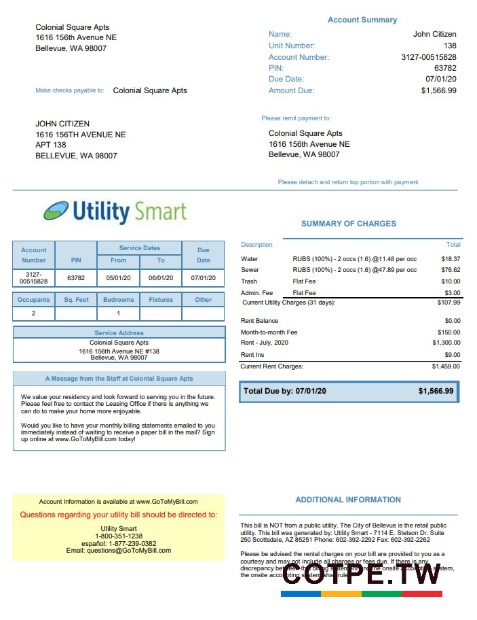 Colonial Square Apts
1616 156th Avenue NE
Bellevue, WA 98007
Make checks payable to: Colonial Square Apts
JOHN CITIZEN
1616 156TH AVENUE NE
APT 138
BELLEVUE, WA 98007
Account Summary
Name: John Citizen
Unit Number: 138
Account Number: 3127-00515828
PIN: 63782
Due Date: 07/01/20
Amount Due: $1,566.99
Please remit payment to:
Colonial Square Apts
1616 156th Avenue NE
Bellevue, WA 98007
Please detach and return top portion with payment
Utility Smart
Account Number PIN Service Dates From To Due Date
3127-00515828 63782 05/01/20 06/01/20 07/01/20
Occupants Sq. Feet Bedrooms Fixtures Other
2 1
Service Address
Colonial Square Apts
1616 156th Avenue NE #138
Bellevue, WA 98007
A Message from the Staff at Colonial Square Apts
We value your residency and look forward to serving you in the future.
Please feel free to contact the Leasing Office if there is anything we
can do to make your home more enjoyable.
Would you like to have your monthly billing statements emailed to you
immediately instead of waiting to receive a paper bill in the mail? Sign
up online at www.GoToMyBill.com today!
SUMMARY OF CHARGES
Description Total
Water RUBS (100%) - 2 occs (1.6) @11.48 per occ $18.37
Sewer RUBS (100%) - 2 occs (1.6) @47.89 per occ $76.62
Trash Flat Fee $10.00
Admin. Fee Flat Fee $3.00
Current Utility Charges (31 days): $107.99
Rent Balance $0.00
Month-to-month Fee $150.00
Rent - July, 2020 $1,300.00
Rent Ins $9.00
Current Rent Charges: $1,459.00
Total Due by: 07/01/20 $1,566.99
Account Information is available at www.GoToMyBill.com
Questions regarding your utility bill should be directed to:
Utility Smart
1-800-351-1238
español: 1-877-239-0382
Email: questions@GoToMyBill.com
ADDITIONAL INFORMATION
This bill is NOT from a public utility. The City of Bellevue is the retail public
utility. This bill was generated by: Utility Smart - 7114 E. Stetson Dr. Suite
250 Scottsdale, AZ 85251 Phone: 602-392-2292 Fax: 602-392-2262
Please be advised the rental charges on your bill are provided to you as a
courtesy and may not include all charges or fees due. If there is any
discrepancy
the onsite
COTPE.TW